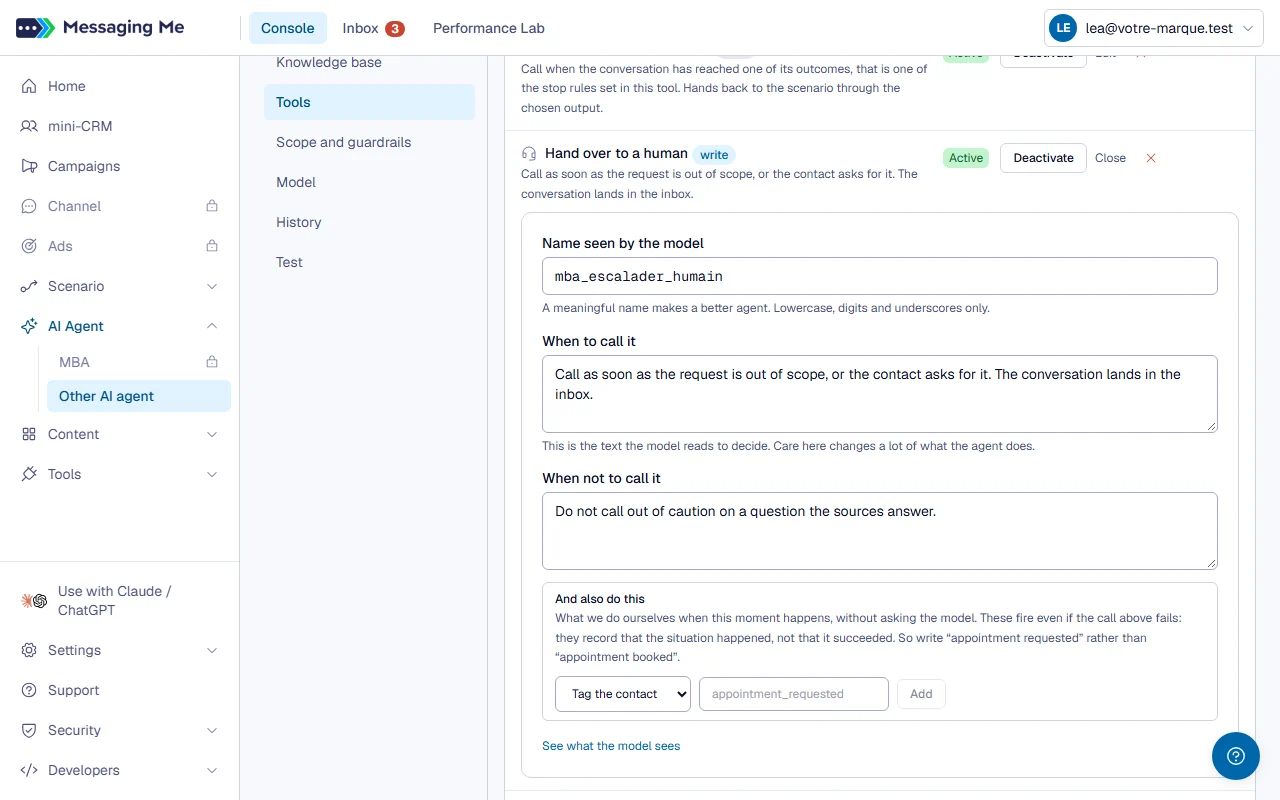 Messaging Me
Console
Inbox 3
Performance Lab
LE lea@votre-marque.test
Home
mini-CRM
Campaigns
Channel
Ads
Scenario
AI Agent
MBA
Other AI agent
Content
Tools
Use with Claude /
ChatGPT
Settings
Support
Security
Developers
Knowledge base
Tools
Scope and guardrails
Model
History
Test
Call when the conversation has reached one of its outcomes, that is one of
the stop rules set in this tool. Hands back to the scenario through the
chosen output.
Hand over to a human write
Active
Deactivate
Close
Call as soon as the request is out of scope, or the contact asks for it. The
conversation lands in the inbox.
Name seen by the model
mba_escalader_humain
A meaningful name makes a better agent. Lowercase, digits and underscores only.
When to call it
Call as soon as the request is out of scope, or the contact asks for it. The conversation lands in the
inbox.
This is the text the model reads to decide. Care here changes a lot of what the agent does.
When not to call it
Do not call out of caution on a question the sources answer.
And also do this
What we do ourselves when this moment happens, without asking the model. These fire even if the call above fails:
they record that the situation happened, not that it succeeded. So write “appointment requested” rather than
“appointment booked”.
Tag the contact
appointment_requested
Add
See what the model sees